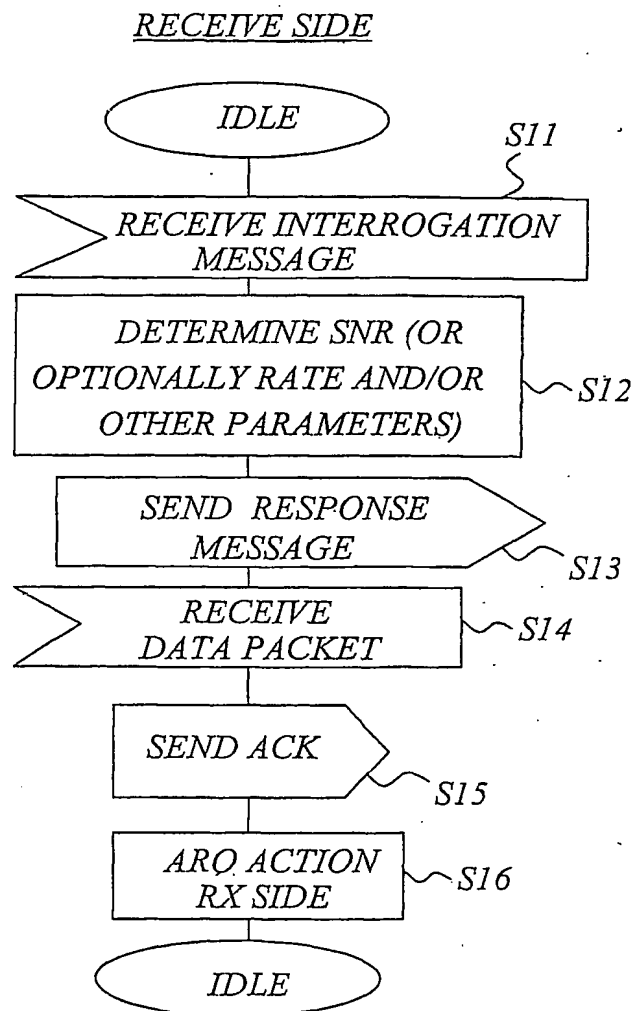 RECEIVE SIDE
IDLE
S11
RECEIVE INTERROGATION
MESSAGE
DETERMINE SNR (OR
OPTIONALLY RATE AND/OR
OTHER PARAMETERS)
S12
SEND RESPONSE
MESSAGE
S13
RECEIVE
DATA PACKET
S14
SEND ACK
S15
ARQ ACTION
RX SIDE
S16
IDLE